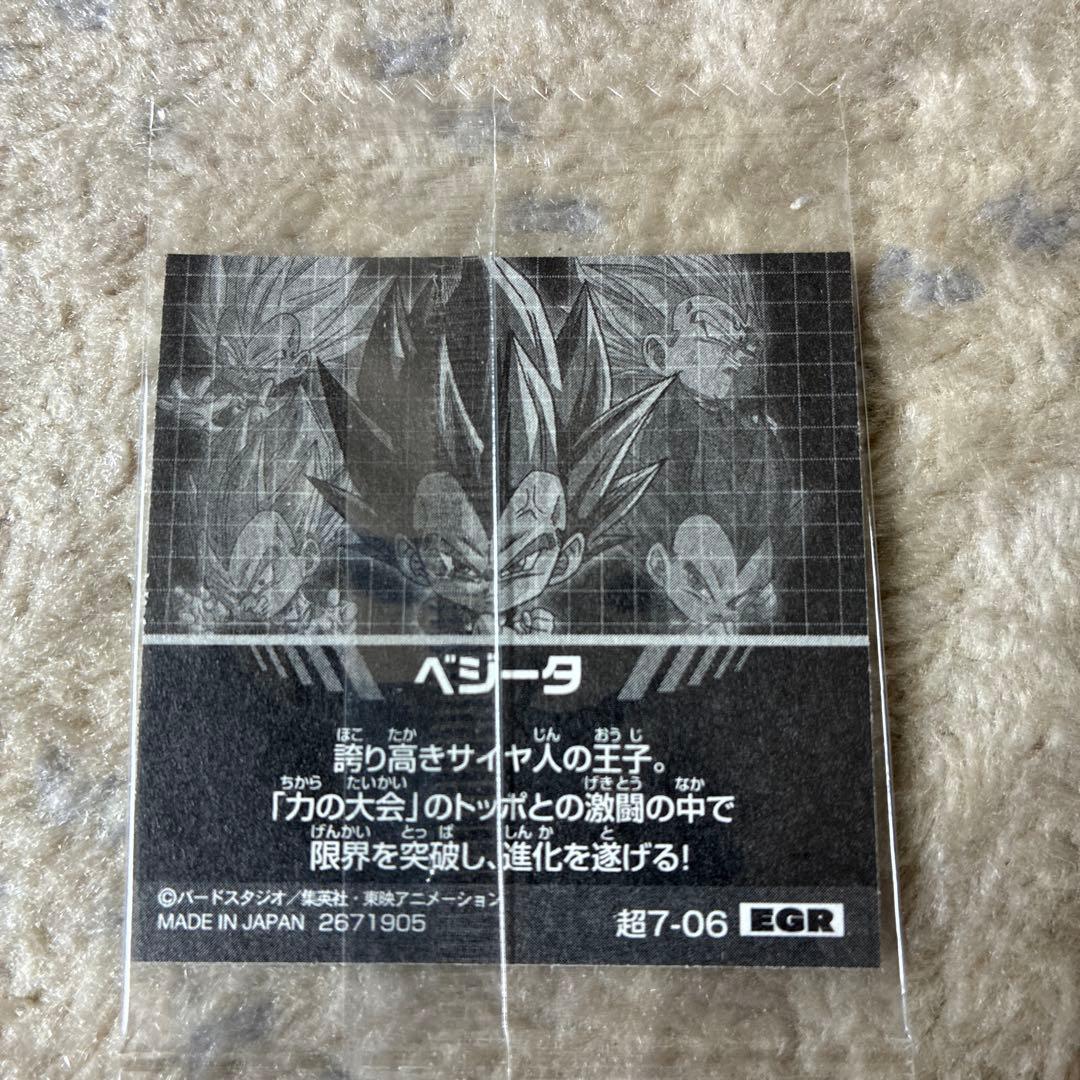 ベジータ
誇り高きサイヤ人の王子。
「力の大会」のトッポとの激闘の中で
限界を突破し、進化を遂げる!
©バードスタジオ/集英社・東映アニメーション
MADE IN JAPAN 2671905
超7-06 EGR